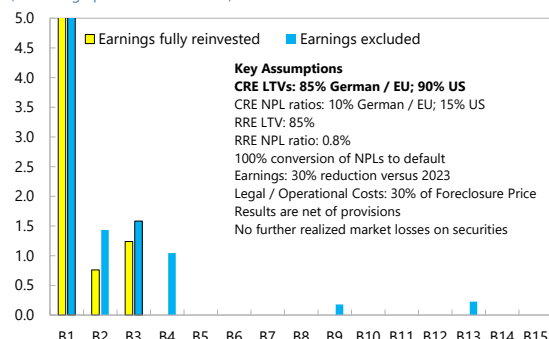 5.0
Earnings fully reinvested Earnings excluded
4.5
Key Assumptions
CRE LTVs: 85% German / EU; 90% US
4.0
CRE NPL ratios: 10% German / EU; 15% US
3.5
RRE LTV: 85%
RRE NPL ratio: 0.8%
3.0
100% conversion of NPLs to default
2.5
Earnings: 30% reduction versus 2023
Legal / Operational Costs: 30% of Foreclosure Price
2.0
Results are net of provisions
1.5
No further realized market losses on securities
1.0
0.5
0.0
B1 B2 B3 B4 B5 B6 B7 B8 B9 B10 B11 B12 B13 B14 B15